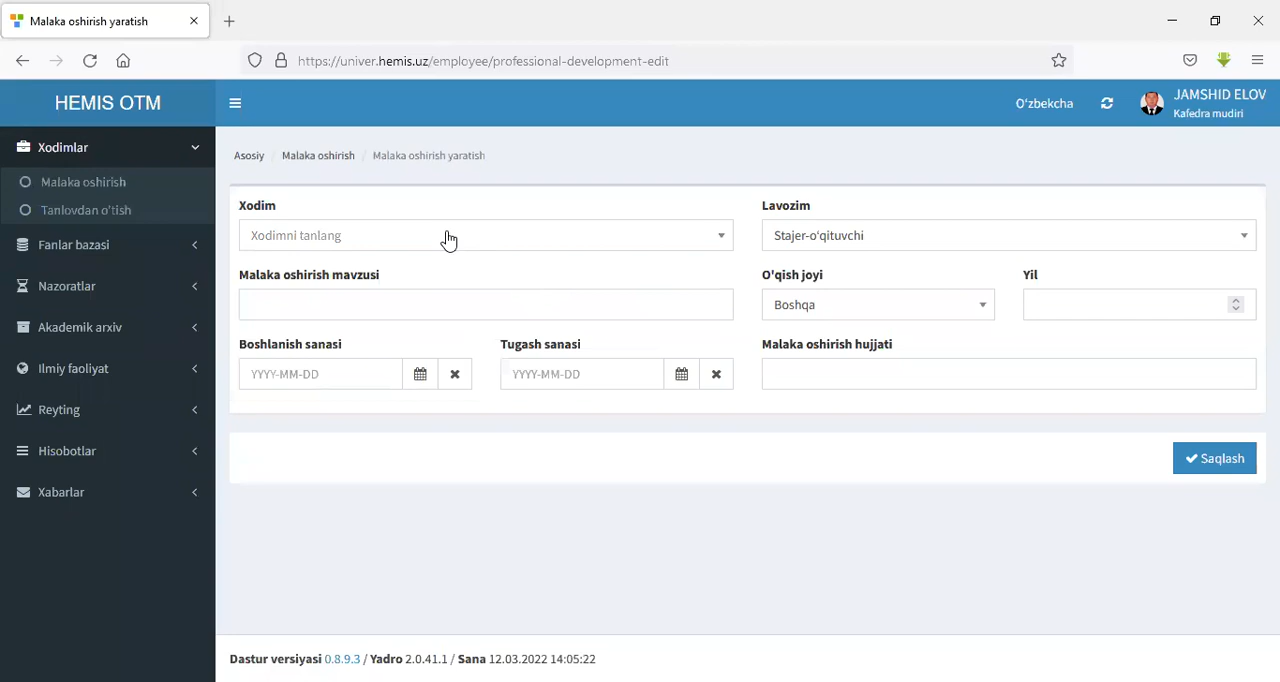 Malaka oshirish yaratish
https://univer.hemis.uz/employee/professional-development-edit
HEMIS OTM
O'zbekcha
JAMSHID ELOV
Kafedra mudiri
Xodimlar
Malaka oshirish
Tanlovdan o'tish
Fanlar bazasi
Nazoratlar
Akademik arxiv
Ilmiy faoliyat
Reyting
Hisobotlar
Xabarlar
Asosiy / Malaka oshirish / Malaka oshirish yaratish
Xodim
Xodimni tanlang
Lavozim
Stajer-o'qituvchi
Malaka oshirish mavzusi
O'qish joyi
Boshqa
Yil
Boshlanish sanasi
YYYY-MM-DD
Tugash sanasi
YYYY-MM-DD
Malaka oshirish hujjati
Saqlash
Dastur versiyasi 0.8.9.3 / Yadro 2.0.41.1 / Sana 12.03.2022 14:05:22